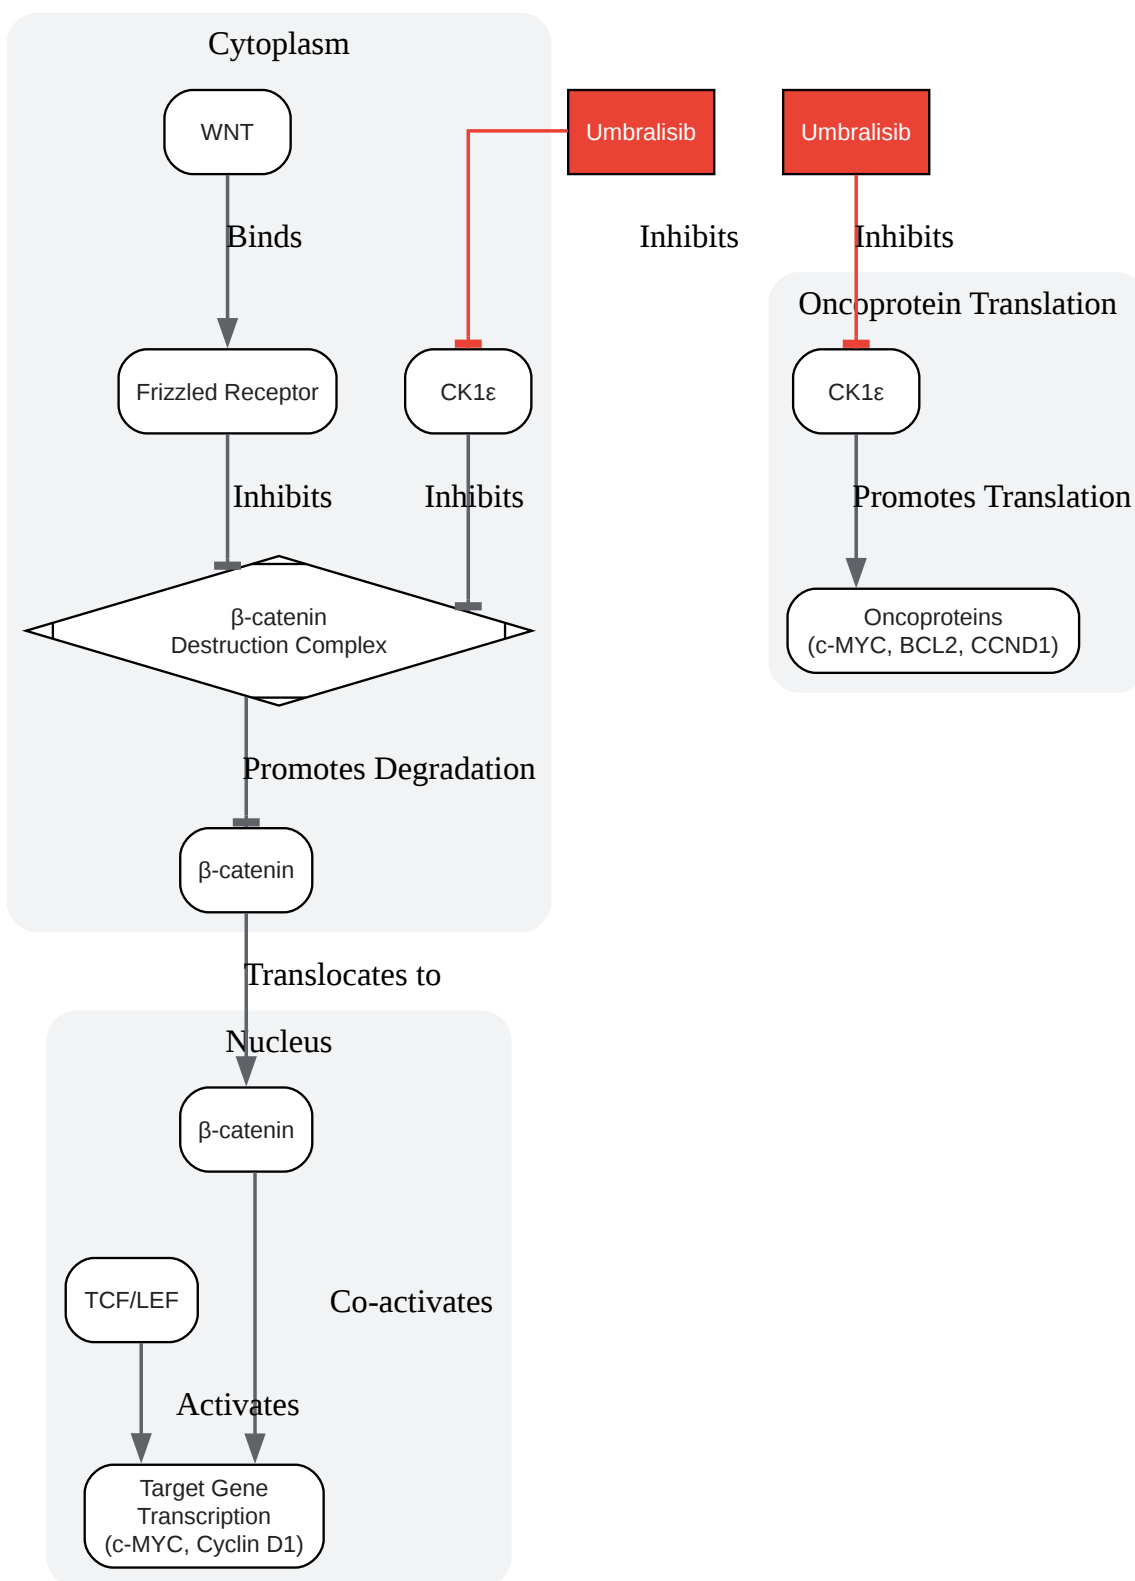 Cytoplasm
WNT
Umbralisib
Umbralisib
Binds
Inhibits
Inhibits
Oncoprotein Translation
Frizzled Receptor
CK1ε
CK1ε
Inhibits
Inhibits
Promotes Translation
β-catenin
Destruction Complex
Oncoproteins
(c-MYC, BCL2, CCND1)
Promotes Degradation
β-catenin
Translocates to
Nucleus
β-catenin
TCF/LEF
Co-activates
Activates
Target Gene
Transcription
(c-MYC, Cyclin D1)